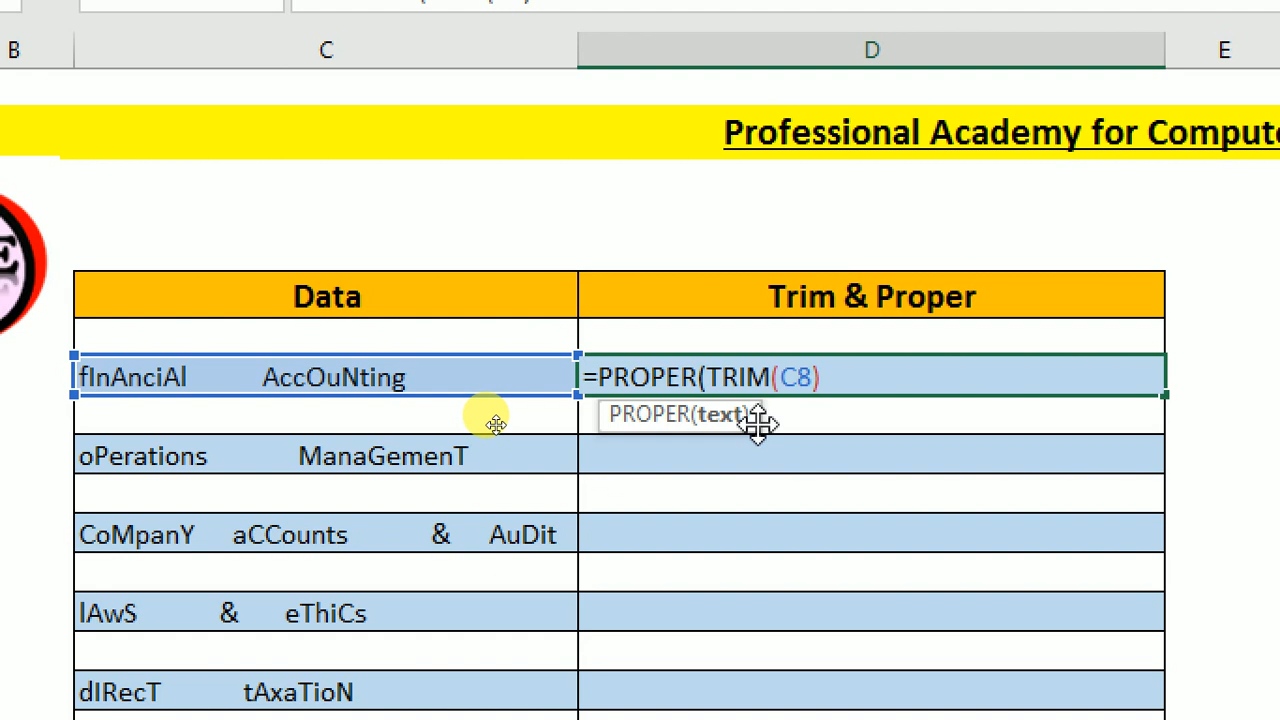 B C D E
Professional Academy for Compute
Data Trim & Proper
fInAnciAl AccOuNting =PROPER(TRIM(C8)
PROPER(text)
oPerations ManaGemenT
CoMpanY aCCounts & AuDit
lAwS & eThiCs
dIRecT tAxaTioN